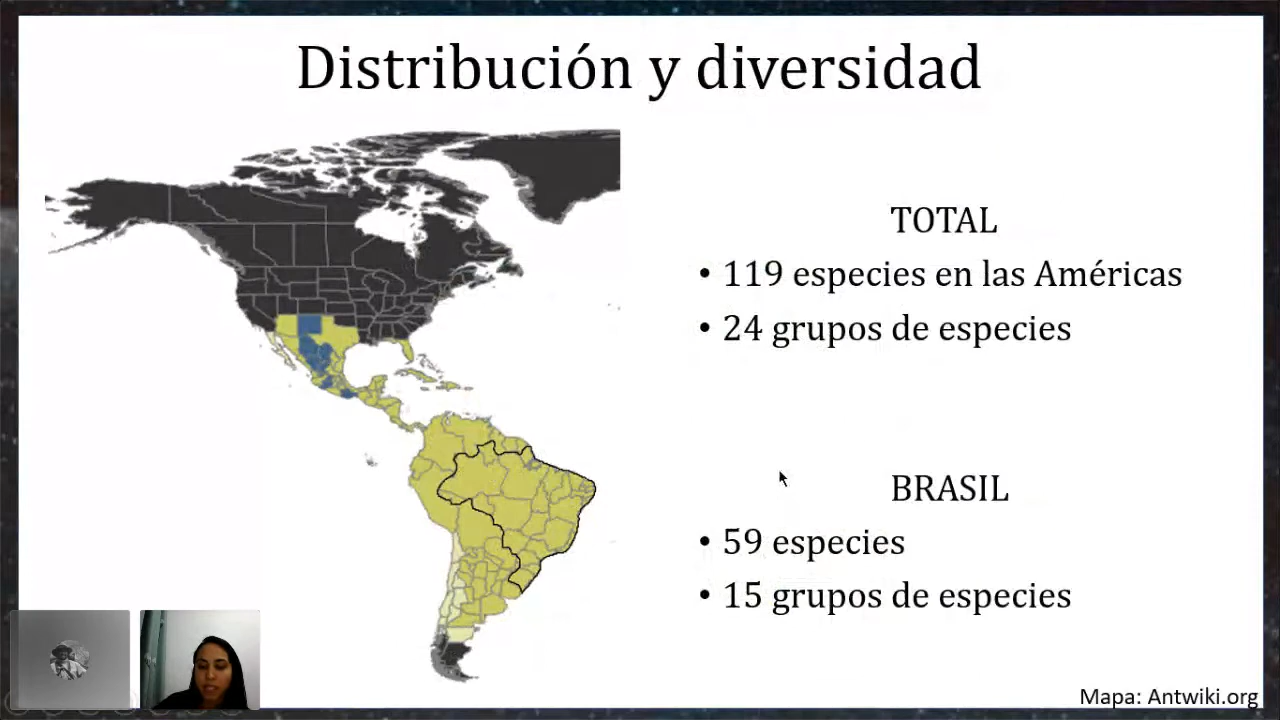 Distribución y diversidad
TOTAL
• 119 especies en las Américas
• 24 grupos de especies
BRASIL
• 59 especies
• 15 grupos de especies
Mapa: Antwiki.org